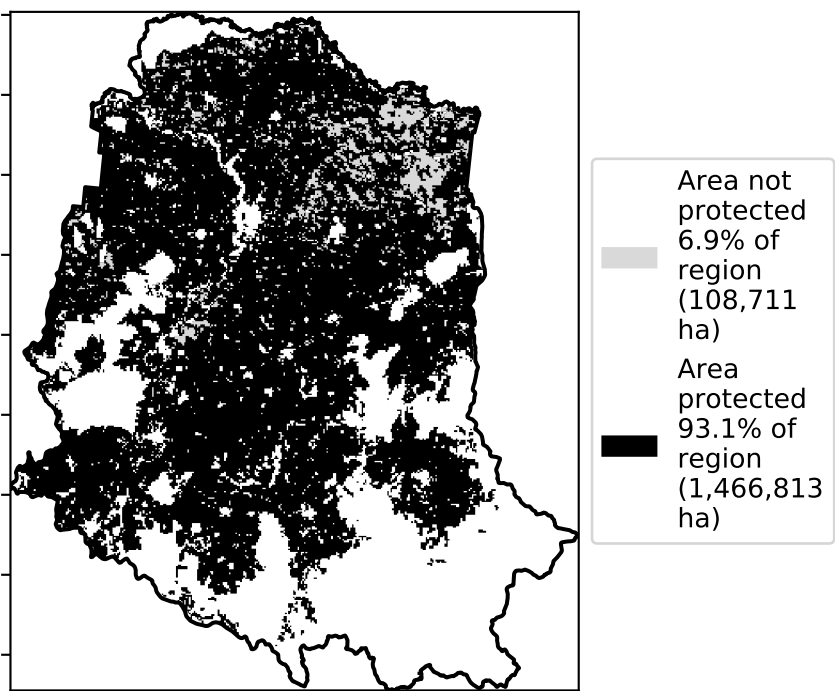 Area not
protected
6.9% of
region
(108,711
ha)
Area
protected
93.1% of
region
(1,466,813
ha)